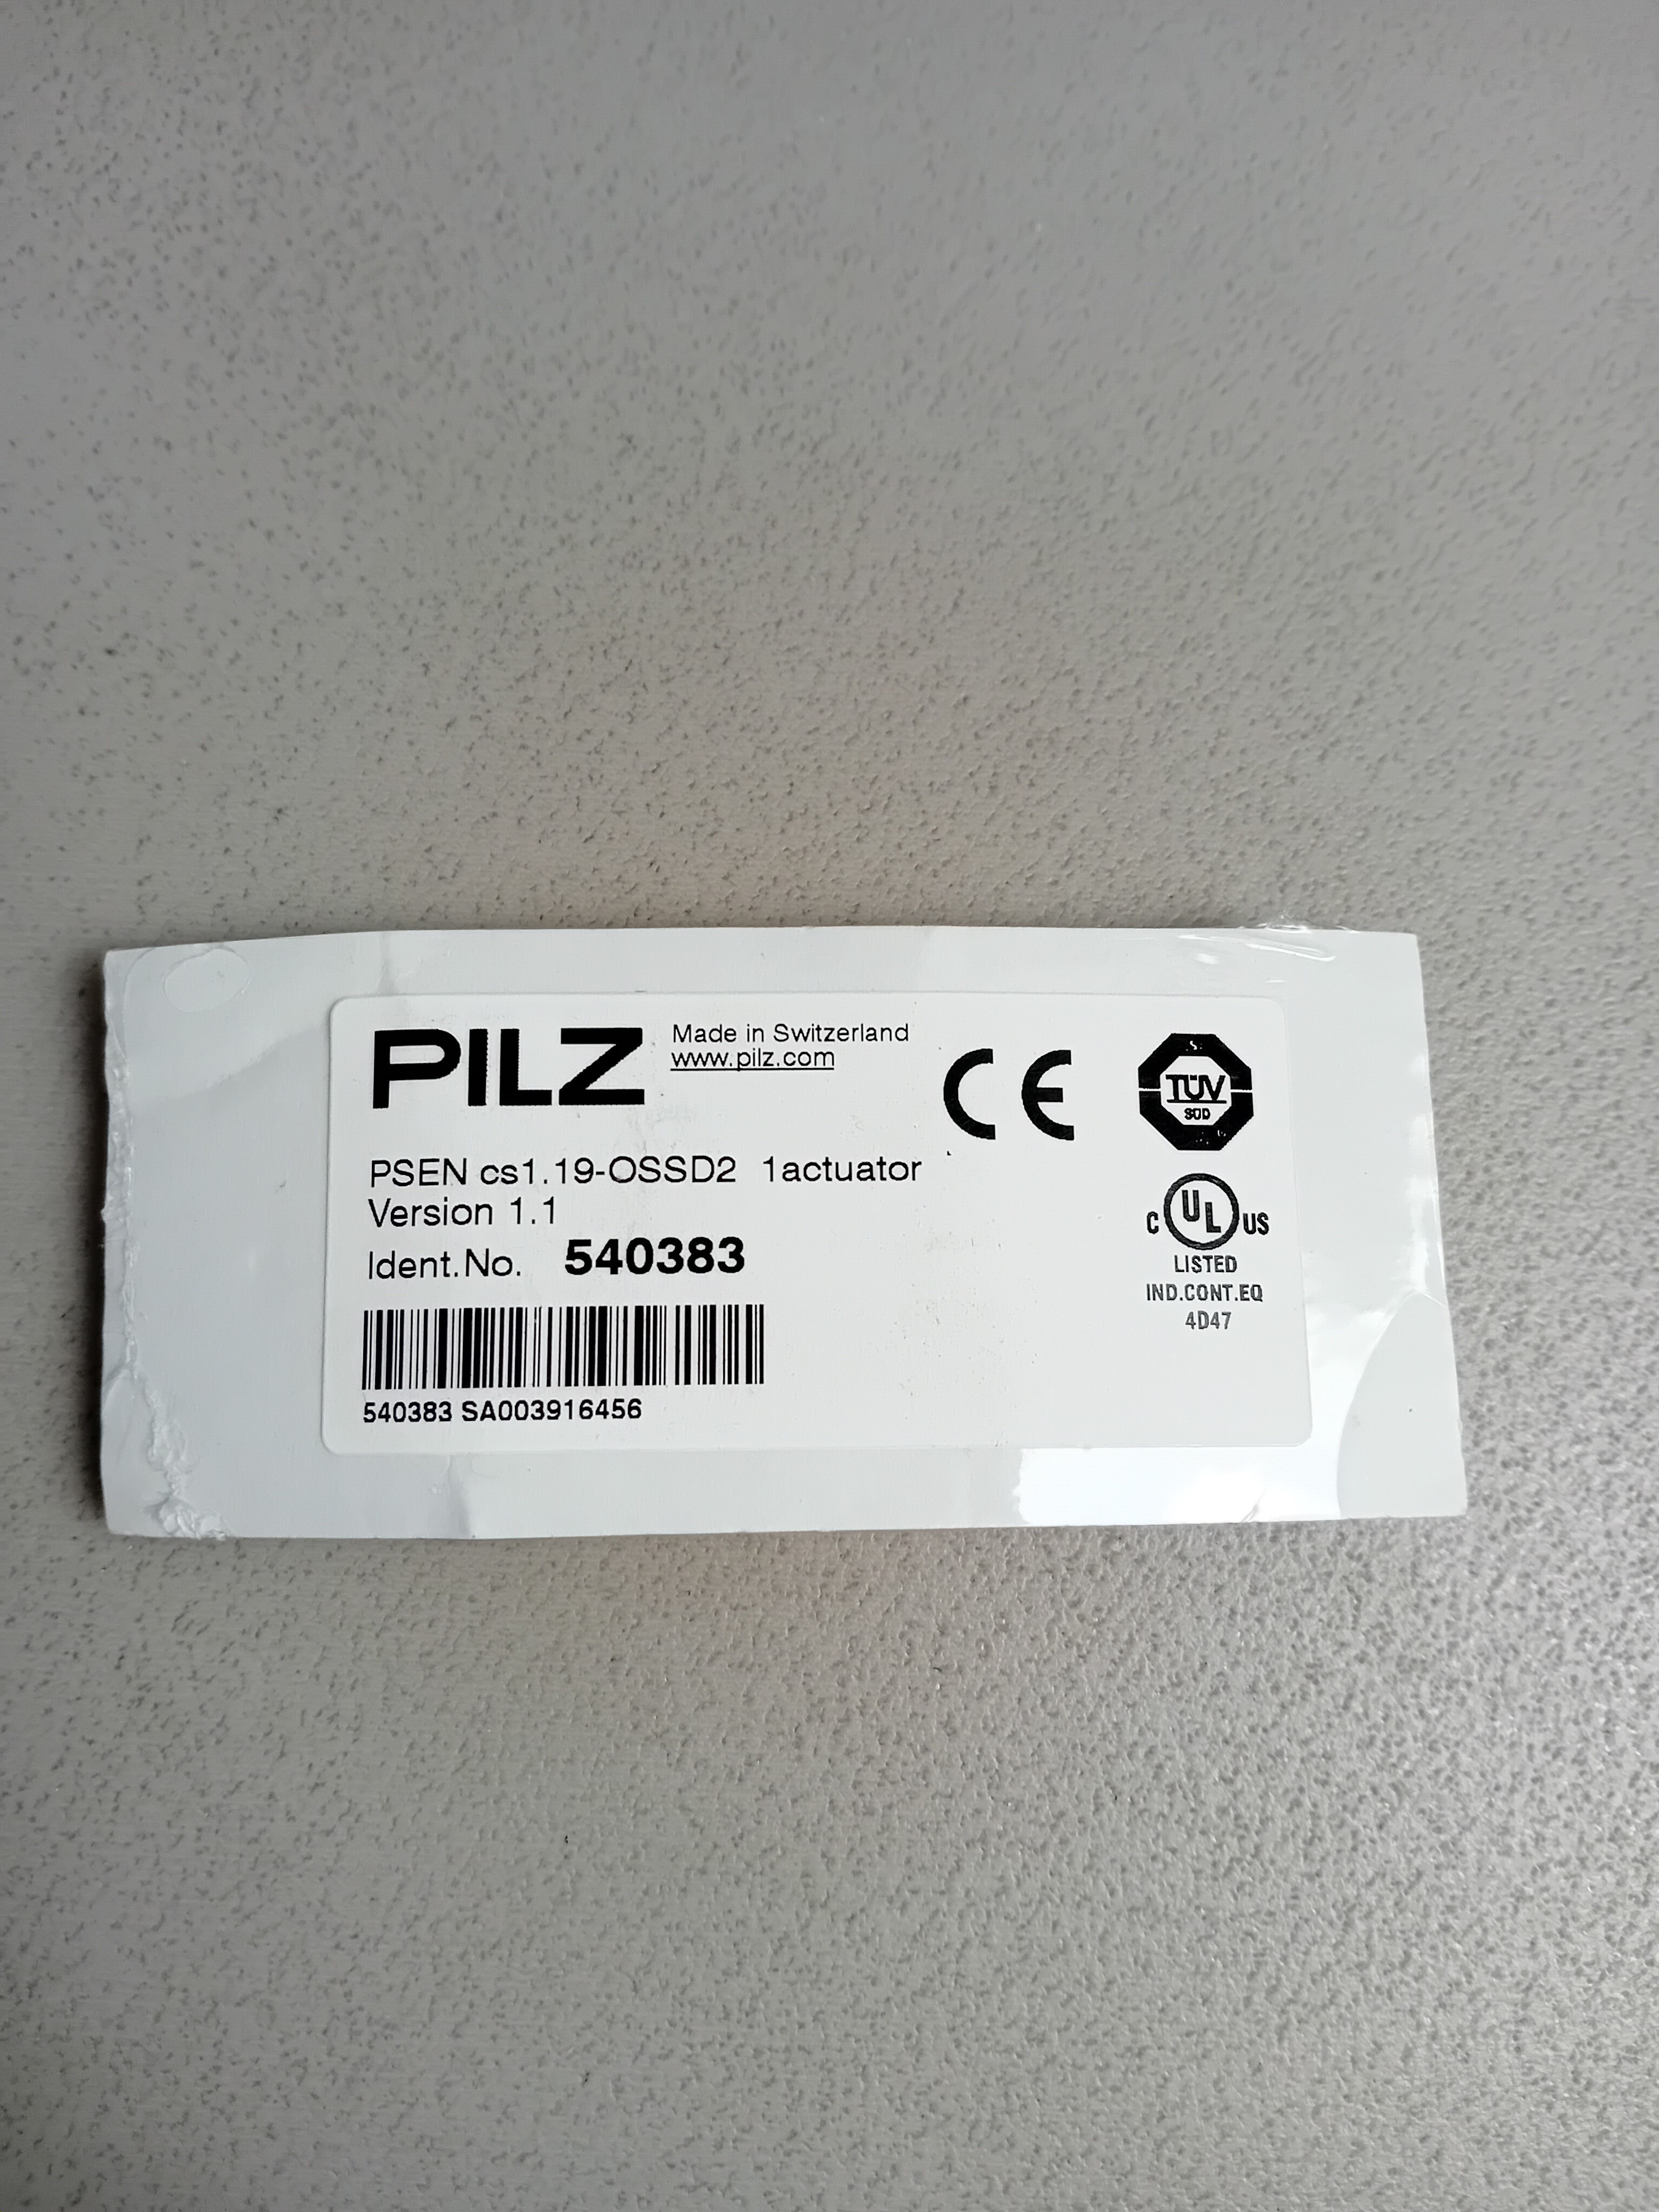 PILZ
Made in Switzerland
www.pilz.com
CE
TÜV
SÜD
PSEN cs1.19-OSSD2 1actuator
Version 1.1
Ident.No. 540383
C UL US
LISTED
IND.CONT.EQ
4D47
540383 SA003916456